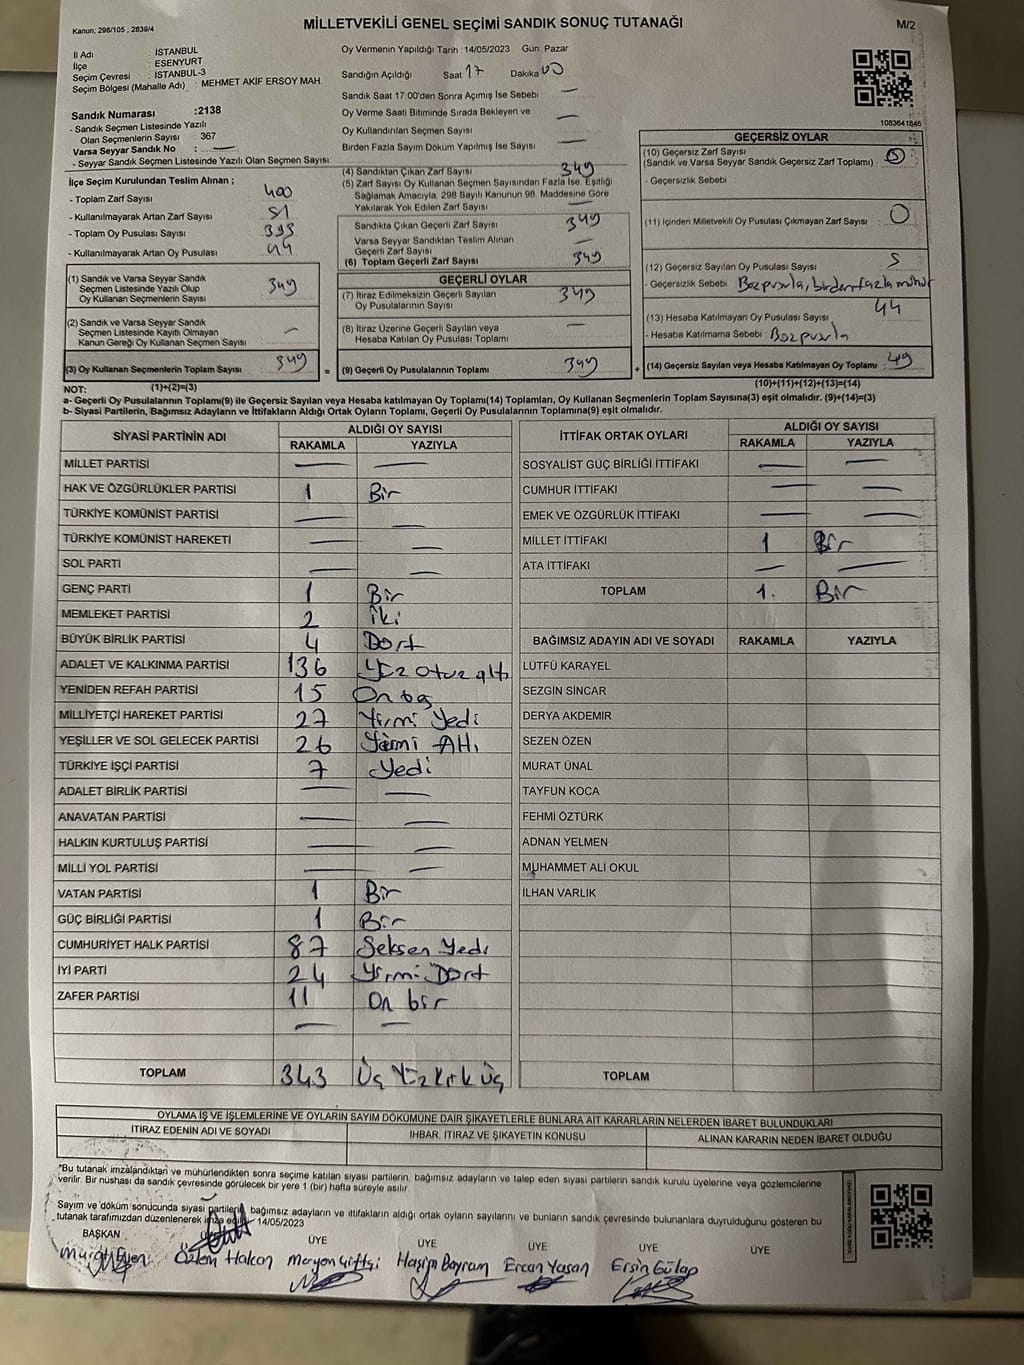 Kanun; 298/105 , 2839/4
MİLLETVEKİLİ GENEL SEÇİMİ SANDIK SONUÇ TUTANAĞI
M/2
İl Adı : İSTANBUL
İlçe : ESENYURT
Seçim Çevresi : İSTANBUL-3
Seçim Bölgesi (Mahalle Adı) : MEHMET AKİF ERSOY MAH.
Sandık Numarası :2138
- Sandık Seçmen Listesinde Yazılı
Olan Seçmenlerin Sayısı : 367
Varsa Seyyar Sandık No : —
- Seyyar Sandık Seçmen Listesinde Yazılı Olan Seçmen Sayısı:
Oy Vermenin Yapıldığı Tarih :14/05/2023 Gün: Pazar
Sandığın Açıldığı Saat 17 Dakika 00
Sandık Saat 17:00'den Sonra Açımış İse Sebebi —
Oy Verme Saati Bitiminde Sırada Bekleyen ve
Oy Kullandırılan Seçmen Sayısı —
Birden Fazla Sayım Döküm Yapılmış İse Sayısı —
1083641846
İlçe Seçim Kurulundan Teslim Alınan ;
- Toplam Zarf Sayısı : 400
- Kullanılmayarak Artan Zarf Sayısı : 51
- Toplam Oy Pusulası Sayısı : 393
- Kullanılmayarak Artan Oy Pusulası : 44
(4) Sandıktan Çıkan Zarf Sayısı 349
(5) Zarf Sayısı Oy Kullanan Seçmen Sayısından Fazla İse, Eşitliği
Sağlamak Amacıyla, 298 Sayılı Kanunun 98. Maddesine Göre
Yakılarak Yok Edilen Zarf Sayısı —
Sandıkta Çıkan Geçerli Zarf Sayısı 349
Varsa Seyyar Sandıktan Teslim Alınan
Geçerli Zarf Sayısı —
(6) Toplam Geçerli Zarf Sayısı 349
GEÇERSİZ OYLAR
(10) Geçersiz Zarf Sayısı
(Sandık ve Varsa Seyyar Sandık Geçersiz Zarf Toplamı) :
- Geçersizlik Sebebi
(11) İçinden Milletvekili Oy Pusulası Çıkmayan Zarf Sayısı : 0
(12) Geçersiz Sayılan Oy Pusulası Sayısı 5
- Geçersizlik Sebebi Boz pusula, birden fazla mühür
(13) Hesaba Katılmayan Oy Pusulası Sayısı 44
- Hesaba Katılmama Sebebi : Boz pusula
(14) Geçersiz Sayılan veya Hesaba Katılmayan Oy Toplamı : 49
(10)+(11)+(12)+(13)=(14)
(1) Sandık ve Varsa Seyyar Sandık
Seçmen Listesinde Yazılı Olup
Oy Kullanan Seçmenlerin Sayısı 349
(2) Sandık ve Varsa Seyyar Sandık
Seçmen Listesinde Kayıtlı Olmayan
Kanun Gereği Oy Kullanan Seçmen Sayısı —
(3) Oy Kullanan Seçmenlerin Toplam Sayısı 349
(1)+(2)=(3)
GEÇERLİ OYLAR
(7) İtiraz Edilmeksizin Geçerli Sayılan
Oy Pusulalarının Sayısı 349
(8) İtiraz Üzerine Geçerli Sayılan veya
Hesaba Katılan Oy Pusulası Toplamı —
= (9) Geçerli Oy Pusulalarının Toplamı 349 +
NOT:
a- Geçerli Oy Pusulalarının Toplamı(9) ile Geçersiz Sayılan veya Hesaba Katılmayan Oy Toplamı(14) Toplamları, Oy Kullanan Seçmenlerin Toplam Sayısına(3) eşit olmalıdır. (9)+(14)=(3)
b- Siyasi Partilerin, Bağımsız Adayların ve İttifakların Aldığı Ortak Oyların Toplamı, Geçerli Oy Pusulalarının Toplamına(9) eşit olmalıdır.
SİYASİ PARTİNİN ADI ALDIĞI OY SAYISI
RAKAMLA YAZIYLA
MİLLET PARTİSİ — —
HAK VE ÖZGÜRLÜKLER PARTİSİ 1 Bir
TÜRKİYE KOMÜNİST PARTİSİ — —
TÜRKİYE KOMÜNİST HAREKETİ — —
SOL PARTİ — —
GENÇ PARTİ 1 Bir
MEMLEKET PARTİSİ 2 İki
BÜYÜK BİRLİK PARTİSİ 4 Dört
ADALET VE KALKINMA PARTİSİ 136 Yüz otuz altı
YENİDEN REFAH PARTİSİ 15 On beş
MİLLİYETÇİ HAREKET PARTİSİ 27 Yirmi Yedi
YEŞİLLER VE SOL GELECEK PARTİSİ 26 Yirmi Altı
TÜRKİYE İŞÇİ PARTİSİ 7 Yedi
ADALET BİRLİK PARTİSİ — —
ANAVATAN PARTİSİ — —
HALKIN KURTULUŞ PARTİSİ — —
MİLLİ YOL PARTİSİ — —
VATAN PARTİSİ 1 Bir
GÜÇ BİRLİĞİ PARTİSİ 1 Bir
CUMHURİYET HALK PARTİSİ 87 Seksen Yedi
İYİ PARTİ 24 Yirmi Dört
ZAFER PARTİSİ 11 On bir
— —
TOPLAM 343 Üç Yüz Kırk Üç
İTTİFAK ORTAK OYLARI ALDIĞI OY SAYISI
RAKAMLA YAZIYLA
SOSYALİST GÜÇ BİRLİĞİ İTTİFAKI — —
CUMHUR İTTİFAKI — —
EMEK VE ÖZGÜRLÜK İTTİFAKI — —
MİLLET İTTİFAKI 1 Bir
ATA İTTİFAKI — —
TOPLAM 1. Bir
BAĞIMSIZ ADAYIN ADI VE SOYADI RAKAMLA YAZIYLA
LÜTFÜ KARAYEL
SEZGİN SİNCAR
DERYA AKDEMİR
SEZEN ÖZEN
MURAT ÜNAL
TAYFUN KOCA
FEHMİ ÖZTÜRK
ADNAN YELMEN
MUHAMMET ALİ OKUL
İLHAN VARLIK
TOPLAM
OYLAMA İŞ VE İŞLEMLERİNE VE OYLARIN SAYIM DÖKÜMÜNE DAİR ŞİKAYETLERLE BUNLARA AİT KARARLARIN NELERDEN İBARET BULUNDUKLARI
İTİRAZ EDENİN ADI VE SOYADI İHBAR, İTİRAZ VE ŞİKAYETİN KONUSU ALINAN KARARIN NEDEN İBARET OLDUĞU
*Bu tutanak imzalandıktan ve mühürlendikten sonra seçime katılan siyasi partilerin, bağımsız adayların ve talep eden siyasi partilerin sandık kurulu üyelerine veya gözlemcilerine
verilir. Bir nüshası da sandık çevresinde görülecek bir yere 1 (bir) hafta süreyle asılır.
Sayım ve döküm sonucunda siyasi partilerin, bağımsız adayların ve ittifakların aldığı ortak oyların sayılarını ve bunların sandık çevresinde bulunanlara duyrulduğunu gösteren bu
tutanak tarafımızdan düzenlenerek imza edildi. 14/05/2023
BAŞKAN ÜYE ÜYE ÜYE ÜYE ÜYE
Özlem Halcan Meryem Çiftçi Haşim Bayram Ercan Yaşan Ersin Gülap